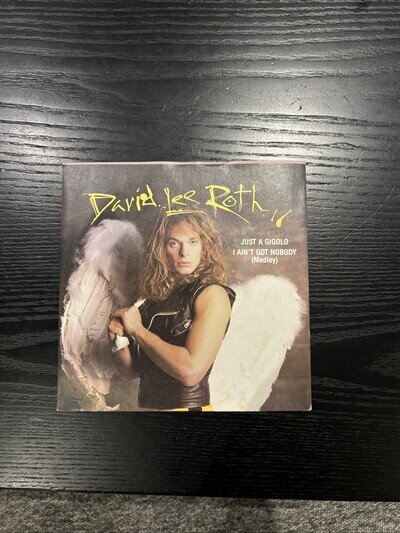 David Lee Roth
JUST A GIGOLO
I AIN'T GOT NOBODY
(Medley)